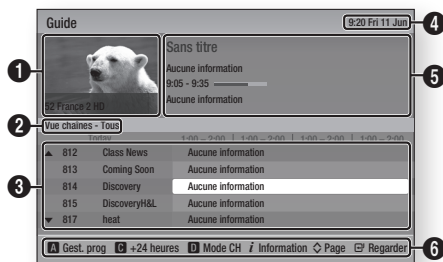 Guide
9:20 Fri 11 Jun
4
1
Sans titre
Aucune information
9:05 - 9:35
Aucune information
5
52 France 2 HD
2
Vue chaînes - Tous
Today 1:00 – 2:00 1:00 – 2:00 1:00 – 2:00 1:00 – 2:00
3
812 Class News Aucune information
813 Coming Soon Aucune information
814 Discovery Aucune information
815 DiscoveryH&L Aucune information
817 heat Aucune information
A Gest. prog C +24 heures D Mode CH i Information Page Regarder
6